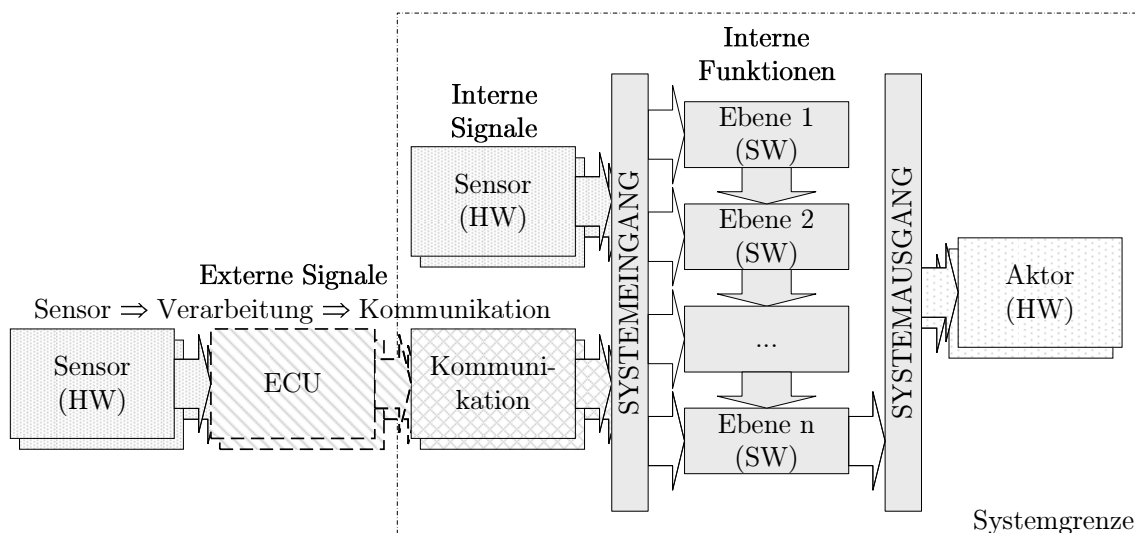 Interne
Funktionen
Interne
Signale
Sensor
(HW)
Externe Signale
Sensor ⇒ Verarbeitung ⇒ Kommunikation
Sensor
(HW)
ECU
Kommuni-
kation
SYSTEMEINGANG
Ebene 1
(SW)
Ebene 2
(SW)
...
Ebene n
(SW)
SYSTEMAUSGANG
Aktor
(HW)
Systemgrenze